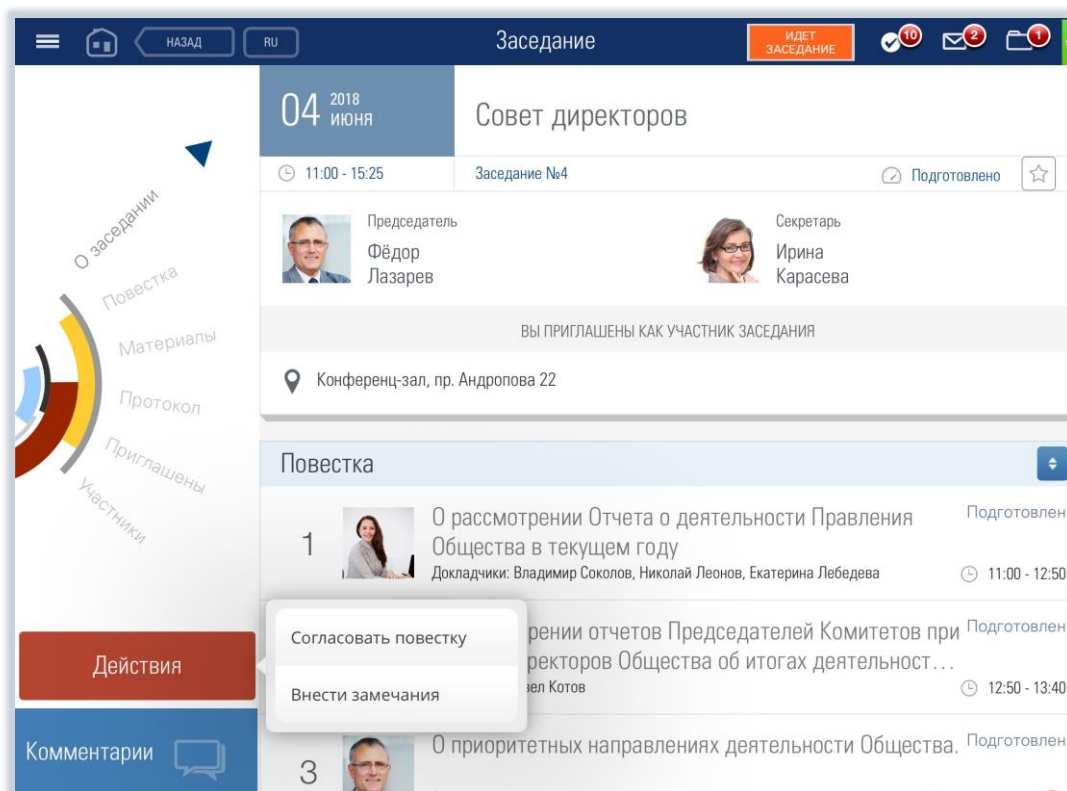 НАЗАД
RU
Заседание
ИДЕТ
ЗАСЕДАНИЕ
10
2
1
04
2018
ИЮНЯ
Совет директоров
11:00 - 15:25
Заседание №4
Подготовлено
Председатель
Фёдор
Лазарев
Секретарь
Ирина
Карасева
ВЫ ПРИГЛАШЕНЫ КАК УЧАСТНИК ЗАСЕДАНИЯ
Конференц-зал, пр. Андропова 22
О заседании
Повестка
Материалы
Протокол
Приглашены
Участники
Повестка
1
О рассмотрении Отчета о деятельности Правления
Общества в текущем году
Докладчики: Владимир Соколов, Николай Леонов, Екатерина Лебедева
Подготовлен
11:00 - 12:50
рении отчетов Председателей Комитетов при
ректоров Общества об итогах деятельност...
вел Котов
Подготовлен
12:50 - 13:40
3
О приоритетных направлениях деятельности Общества.
Подготовлен
Действия
Согласовать повестку
Внести замечания
Комментарии